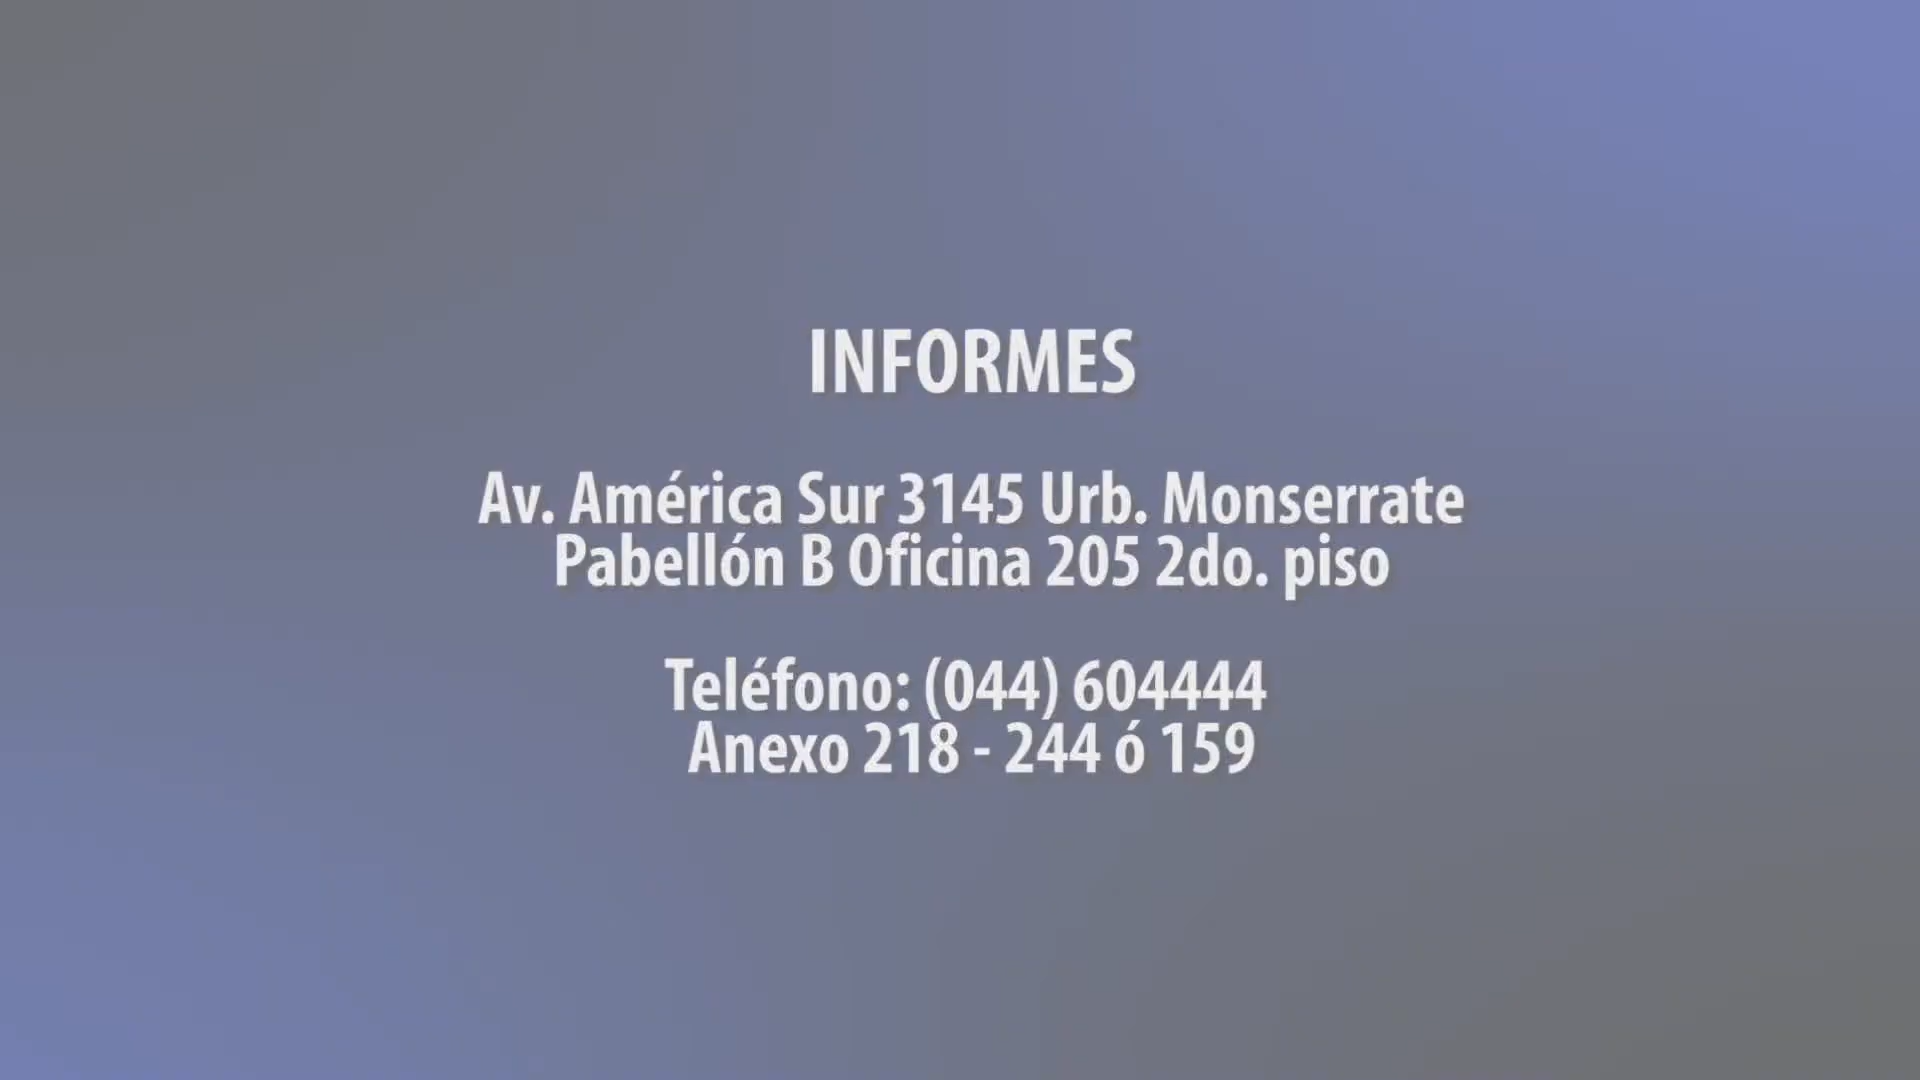 INFORMES
Av. América Sur 3145 Urb. Monserrate
Pabellón B Oficina 205 2do. piso
Teléfono: (044) 604444
Anexo 218 - 244 ó 159